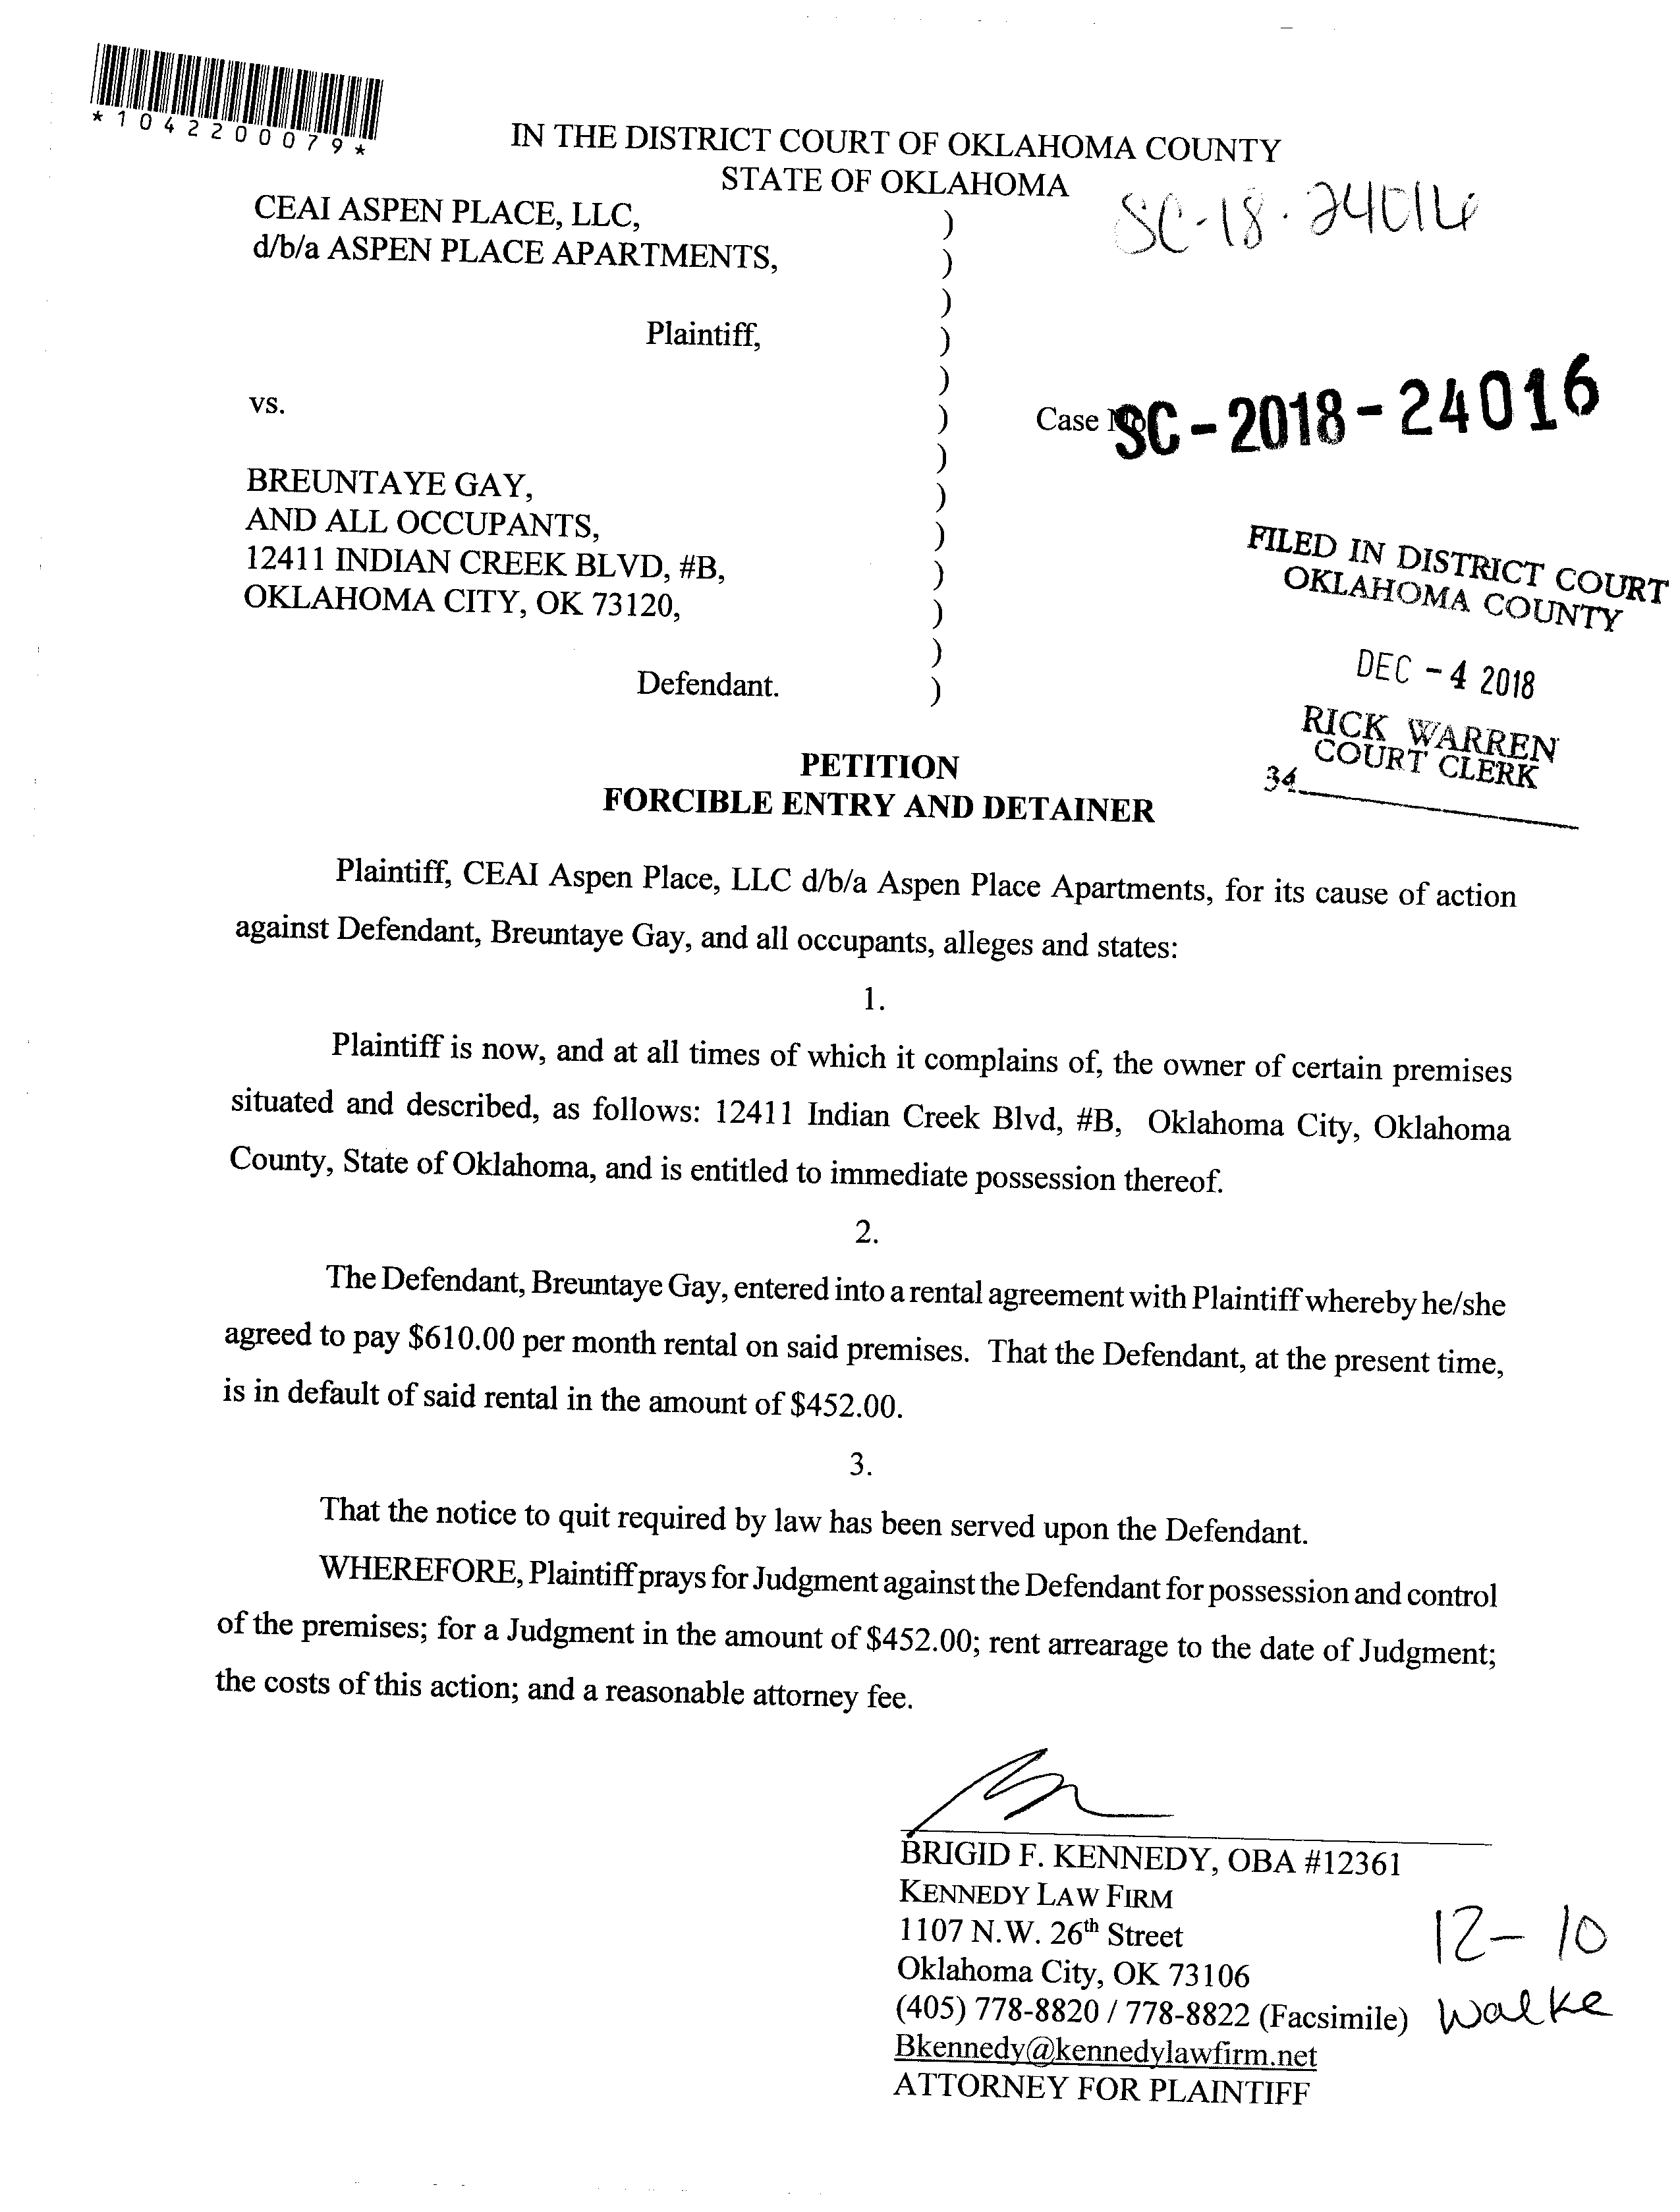 *1042200079*
IN THE DISTRICT COURT OF OKLAHOMA COUNTY
STATE OF OKLAHOMA
SC-18-24016
CEAI ASPEN PLACE, LLC, )
d/b/a ASPEN PLACE APARTMENTS, )
)
Plaintiff, )
)
vs. )
Case No. SC-2018-24016
)
BREUNTAYE GAY, )
AND ALL OCCUPANTS, )
12411 INDIAN CREEK BLVD, #B, )
OKLAHOMA CITY, OK 73120, )
)
Defendant. )
FILED IN DISTRICT COURT
OKLAHOMA COUNTY
DEC -4 2018
RICK WARREN
COURT CLERK
34
PETITION
FORCIBLE ENTRY AND DETAINER
Plaintiff, CEAI Aspen Place, LLC d/b/a Aspen Place Apartments, for its cause of action
against Defendant, Breuntaye Gay, and all occupants, alleges and states:
1.
Plaintiff is now, and at all times of which it complains of, the owner of certain premises
situated and described, as follows: 12411 Indian Creek Blvd, #B, Oklahoma City, Oklahoma
County, State of Oklahoma, and is entitled to immediate possession thereof.
2.
The Defendant, Breuntaye Gay, entered into a rental agreement with Plaintiff whereby he/she
agreed to pay $610.00 per month rental on said premises. That the Defendant, at the present time,
is in default of said rental in the amount of $452.00.
3.
That the notice to quit required by law has been served upon the Defendant.
WHEREFORE, Plaintiff prays for Judgment against the Defendant for possession and control
of the premises; for a Judgment in the amount of $452.00; rent arrearage to the date of Judgment;
the costs of this action; and a reasonable attorney fee.
BRIGID F. KENNEDY, OBA #12361
KENNEDY LAW FIRM
1107 N.W. 26th Street
Oklahoma City, OK 73106
(405) 778-8820 / 778-8822 (Facsimile)
Bkennedy@kennedylawfirm.net
ATTORNEY FOR PLAINTIFF
12-10
Walke